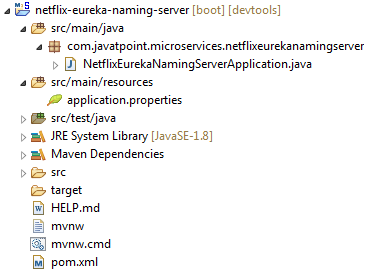 netflix-eureka-naming-server [boot] [devtools]
src/main/java
com.javatpoint.microservices.netflixeurekanamingserver
NetflixEurekaNamingServerApplication.java
src/main/resources
application.properties
src/test/java
JRE System Library [JavaSE-1.8]
Maven Dependencies
src
target
HELP.md
mvnw
mvnw.cmd
pom.xml